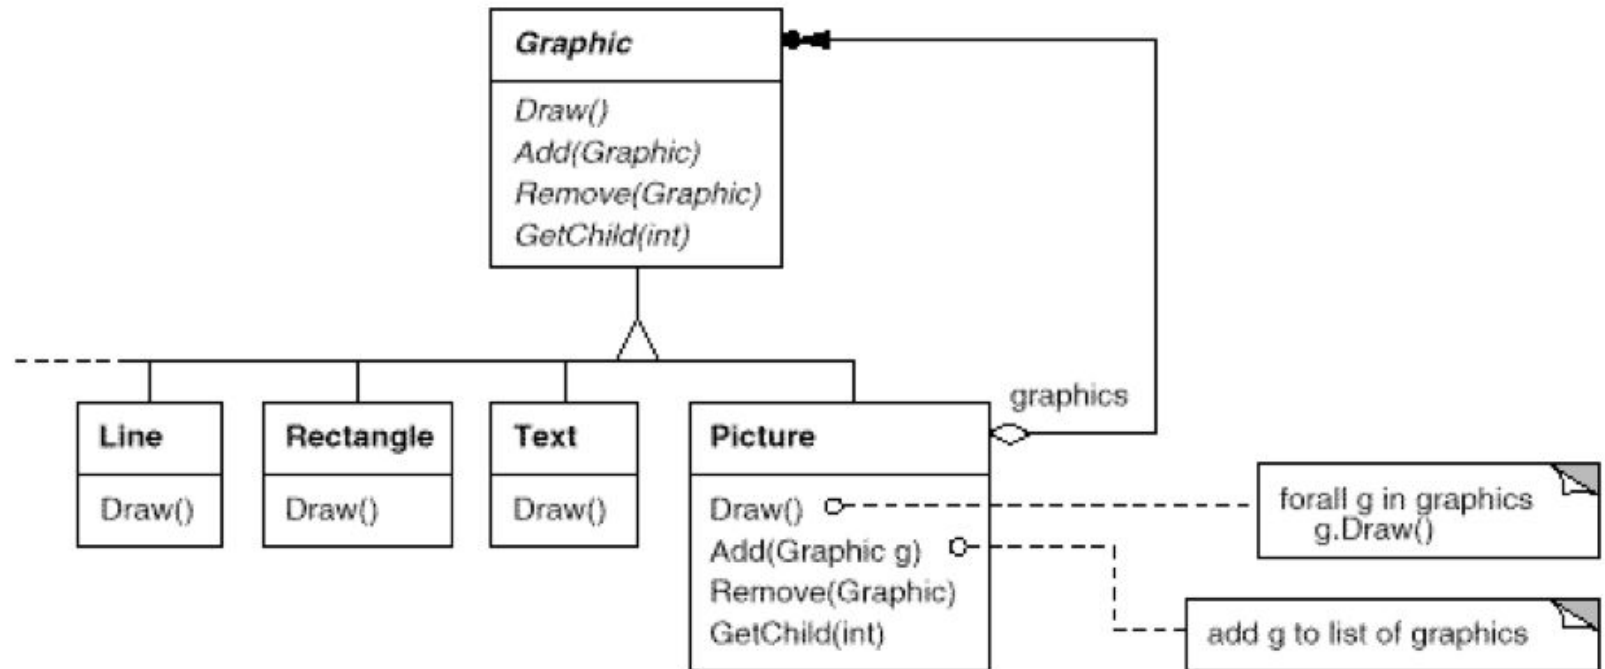 Graphic
Draw()
Add(Graphic)
Remove(Graphic)
GetChild(int)
graphics
Line
Draw()
Rectangle
Draw()
Text
Draw()
Picture
Draw()
Add(Graphic g)
Remove(Graphic)
GetChild(int)
forall g in graphics
g.Draw()
add g to list of graphics